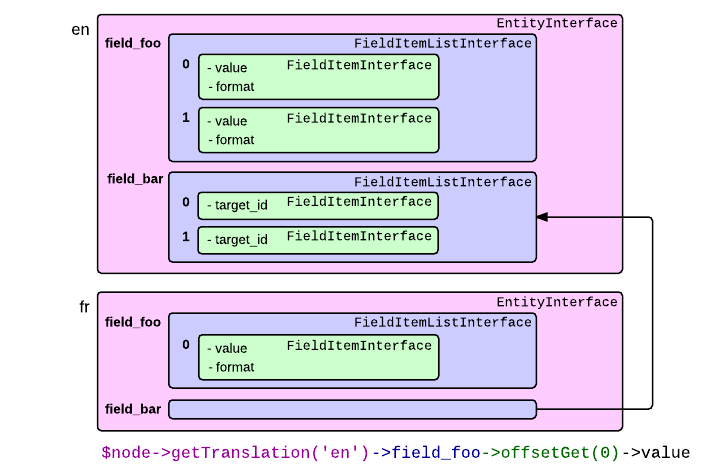 EntityInterface
en
field_foo
FieldItemListInterface
0
- value
FieldItemInterface
- format
1
- value
FieldItemInterface
- format
field_bar
FieldItemListInterface
0
- target_id
FieldItemInterface
1
- target_id
FieldItemInterface
EntityInterface
fr
field_foo
FieldItemListInterface
0
- value
FieldItemInterface
- format
field_bar
$node->getTranslation('en')->field_foo->offsetGet(0)->value